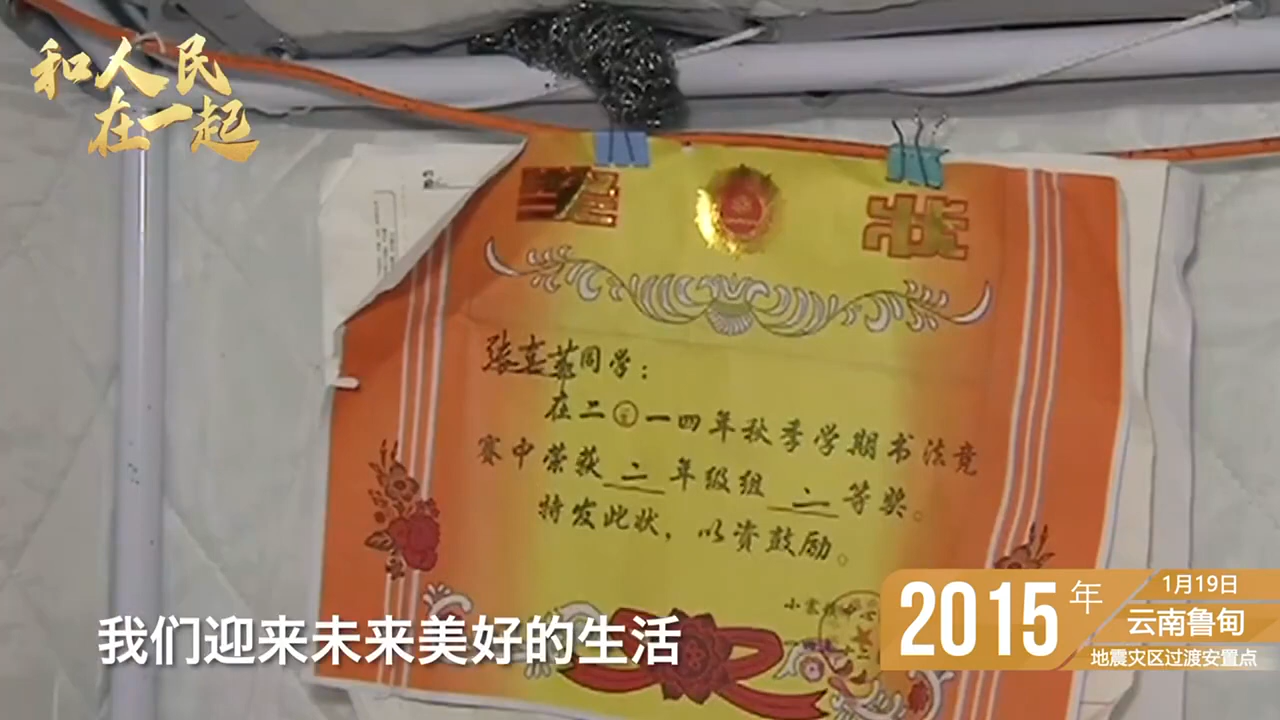 和人民
在一起
奖 状
同学：
在二〇一四年秋季学期书法竞
赛中荣获 二 年级组 二 等奖。
特发此状，以资鼓励。
我们迎来未来美好的生活
2015年
1月19日
云南鲁甸
地震灾区过渡安置点